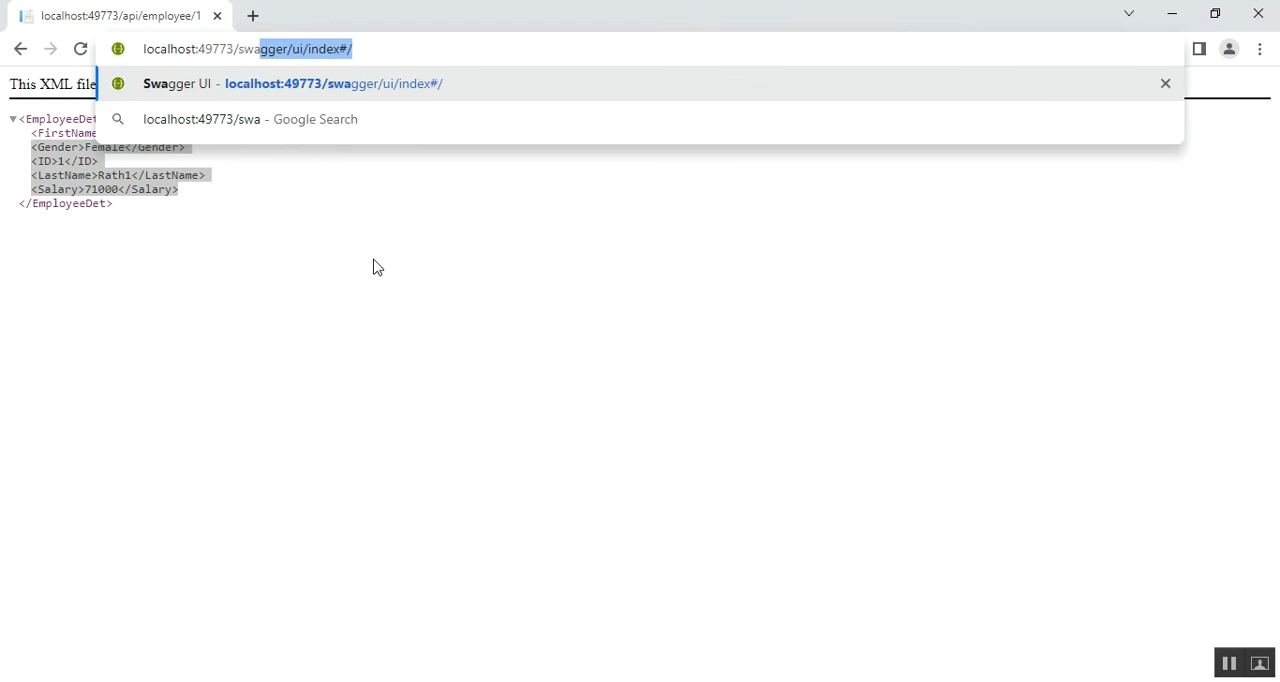 localhost:49773/api/employee/1
localhost:49773/swagger/ui/index#/
Swagger UI - localhost:49773/swagger/ui/index#/
localhost:49773/swa - Google Search
This XML file
<EmployeeDet
<FirstName
<Gender>Female</Gender>
<ID>1</ID>
<LastName>Rath1</LastName>
<Salary>71000</Salary>
</EmployeeDet>